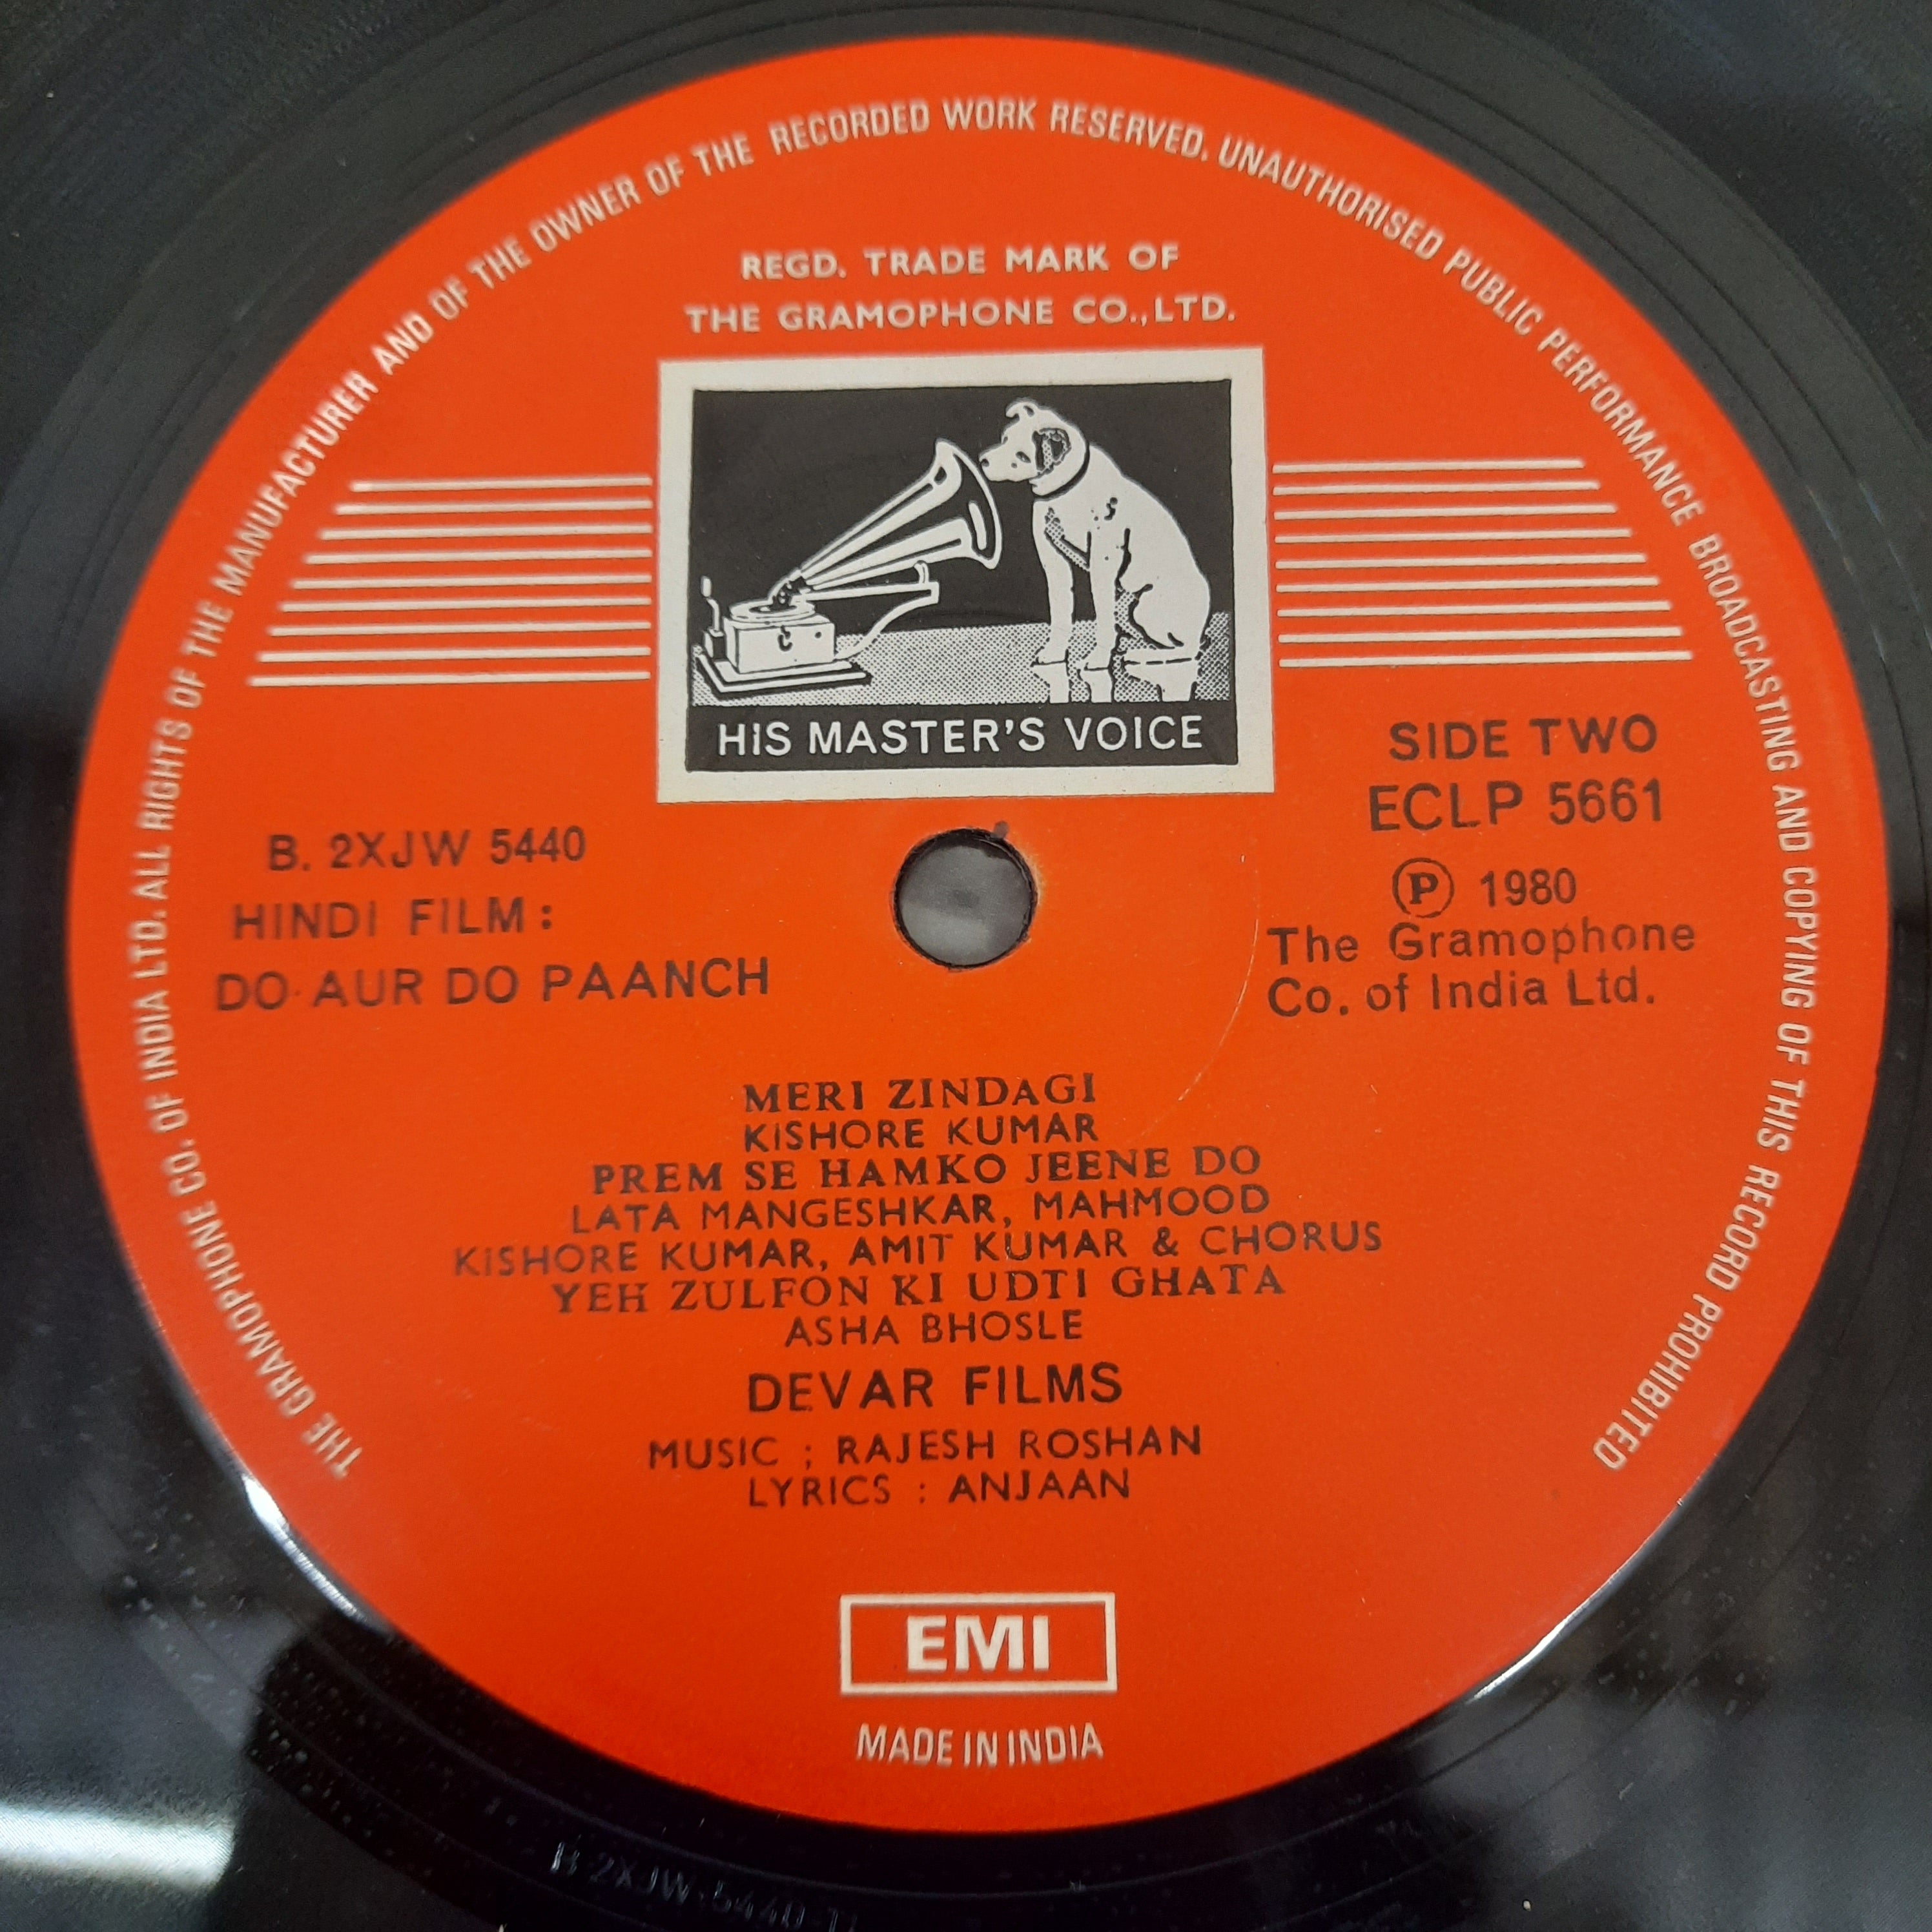 THE GRAMOPHONE CO. OF INDIA LTD. ALL RIGHTS OF THE MANUFACTURER AND OF THE OWNER OF THE RECORDED WORK RESERVED. UNAUTHORISED PUBLIC PERFORMANCE BROADCASTING AND COPYING OF THIS RECORD PROHIBITED
REGD. TRADE MARK OF
THE GRAMOPHONE CO., LTD.
HIS MASTER'S VOICE
SIDE TWO
ECLP 5661
Ⓟ 1980
The Gramophone
Co. of India Ltd.
B. 2XJW 5440
HINDI FILM :
DO AUR DO PAANCH
MERI ZINDAGI
KISHORE KUMAR
PREM SE HAMKO JEENE DO
LATA MANGESHKAR, MAHMOOD
KISHORE KUMAR, AMIT KUMAR & CHORUS
YEH ZULFON KI UDTI GHATA
ASHA BHOSLE
DEVAR FILMS
MUSIC ; RAJESH ROSHAN
LYRICS : ANJAAN
EMI
MADE IN INDIA
2XJW-5440